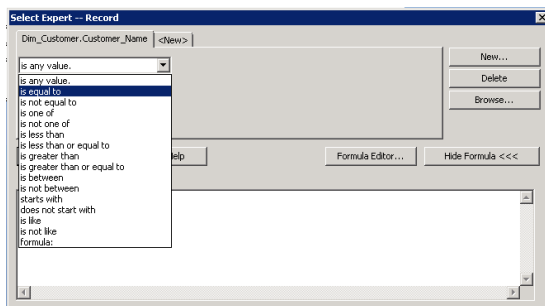 Select Expert -- Record
Dim_Customer.Customer_Name
<New>
is any value.
is any value.
is equal to
is not equal to
is one of
is not one of
is less than
is less than or equal to
is greater than
is greater than or equal to
is between
is not between
starts with
does not start with
is like
is not like
formula:
New...
Delete
Browse...
Formula Editor...
Hide Formula <<<